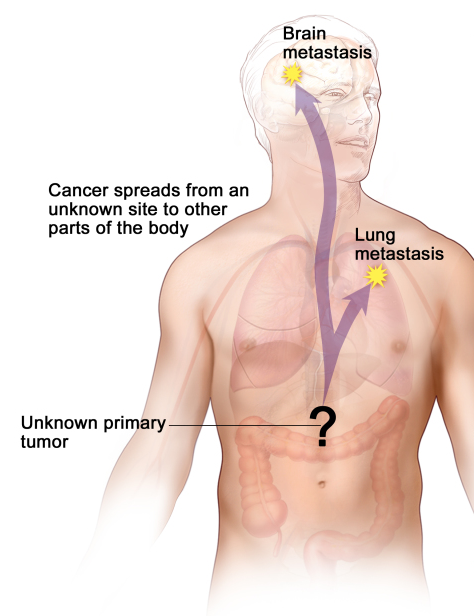 Brain
metastasis
Cancer spreads from an
unknown site to other
parts of the body
Lung
metastasis
Unknown primary
tumor
?